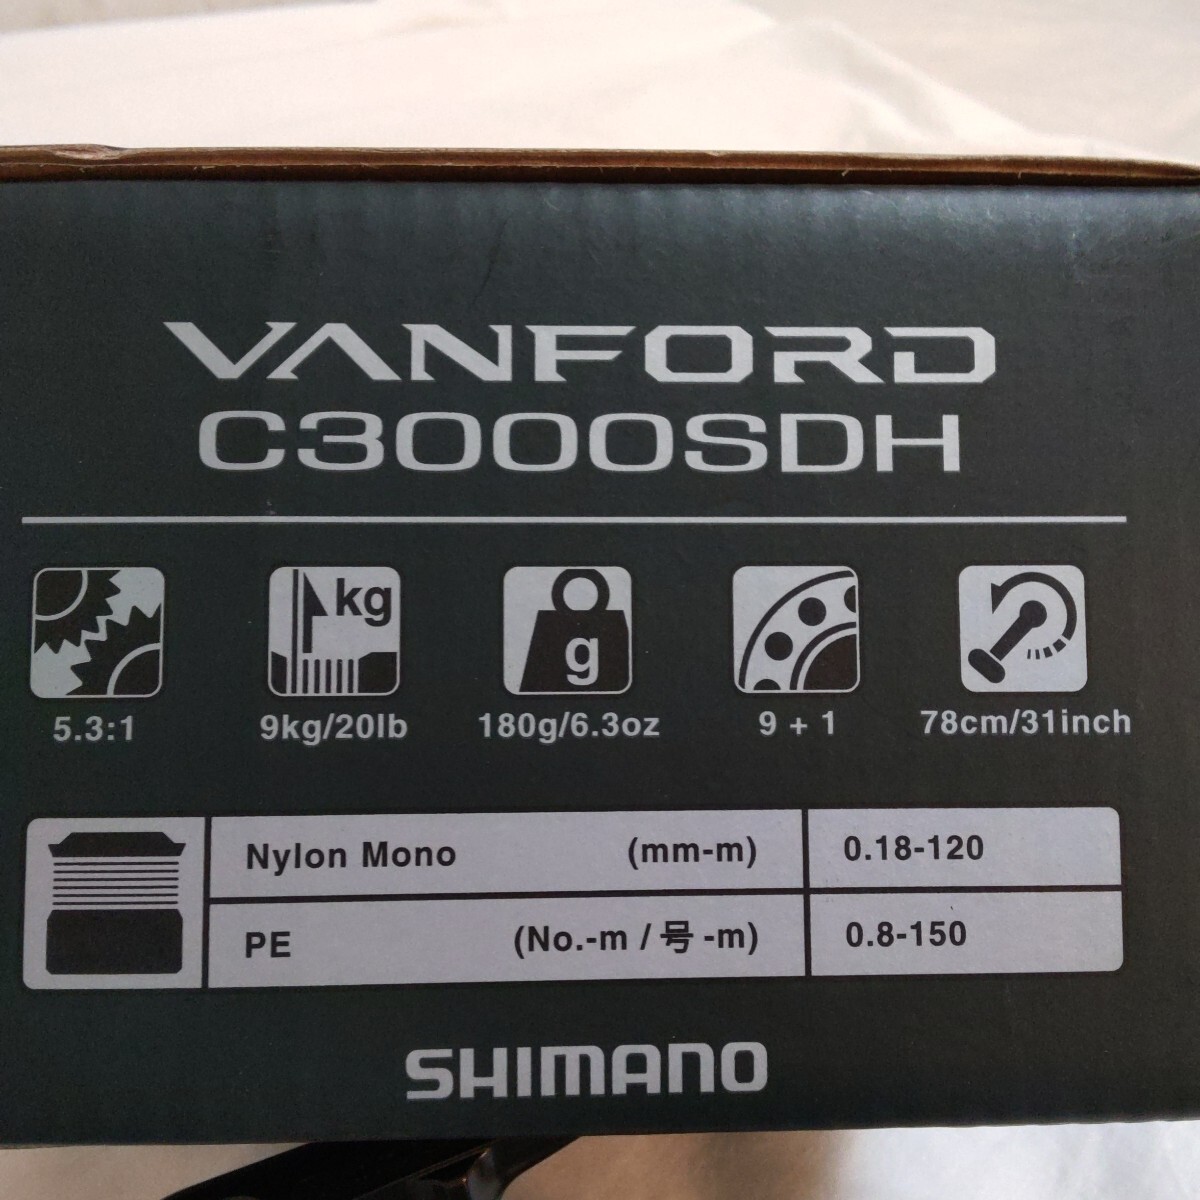 VANFORD
C3000SDH
kg
g
5.3:1 9kg/20lb 180g/6.3oz 9 + 1 78cm/31inch
Nylon Mono (mm-m) 0.18-120
PE (No.-m / 号 -m) 0.8-150
SHIMANO